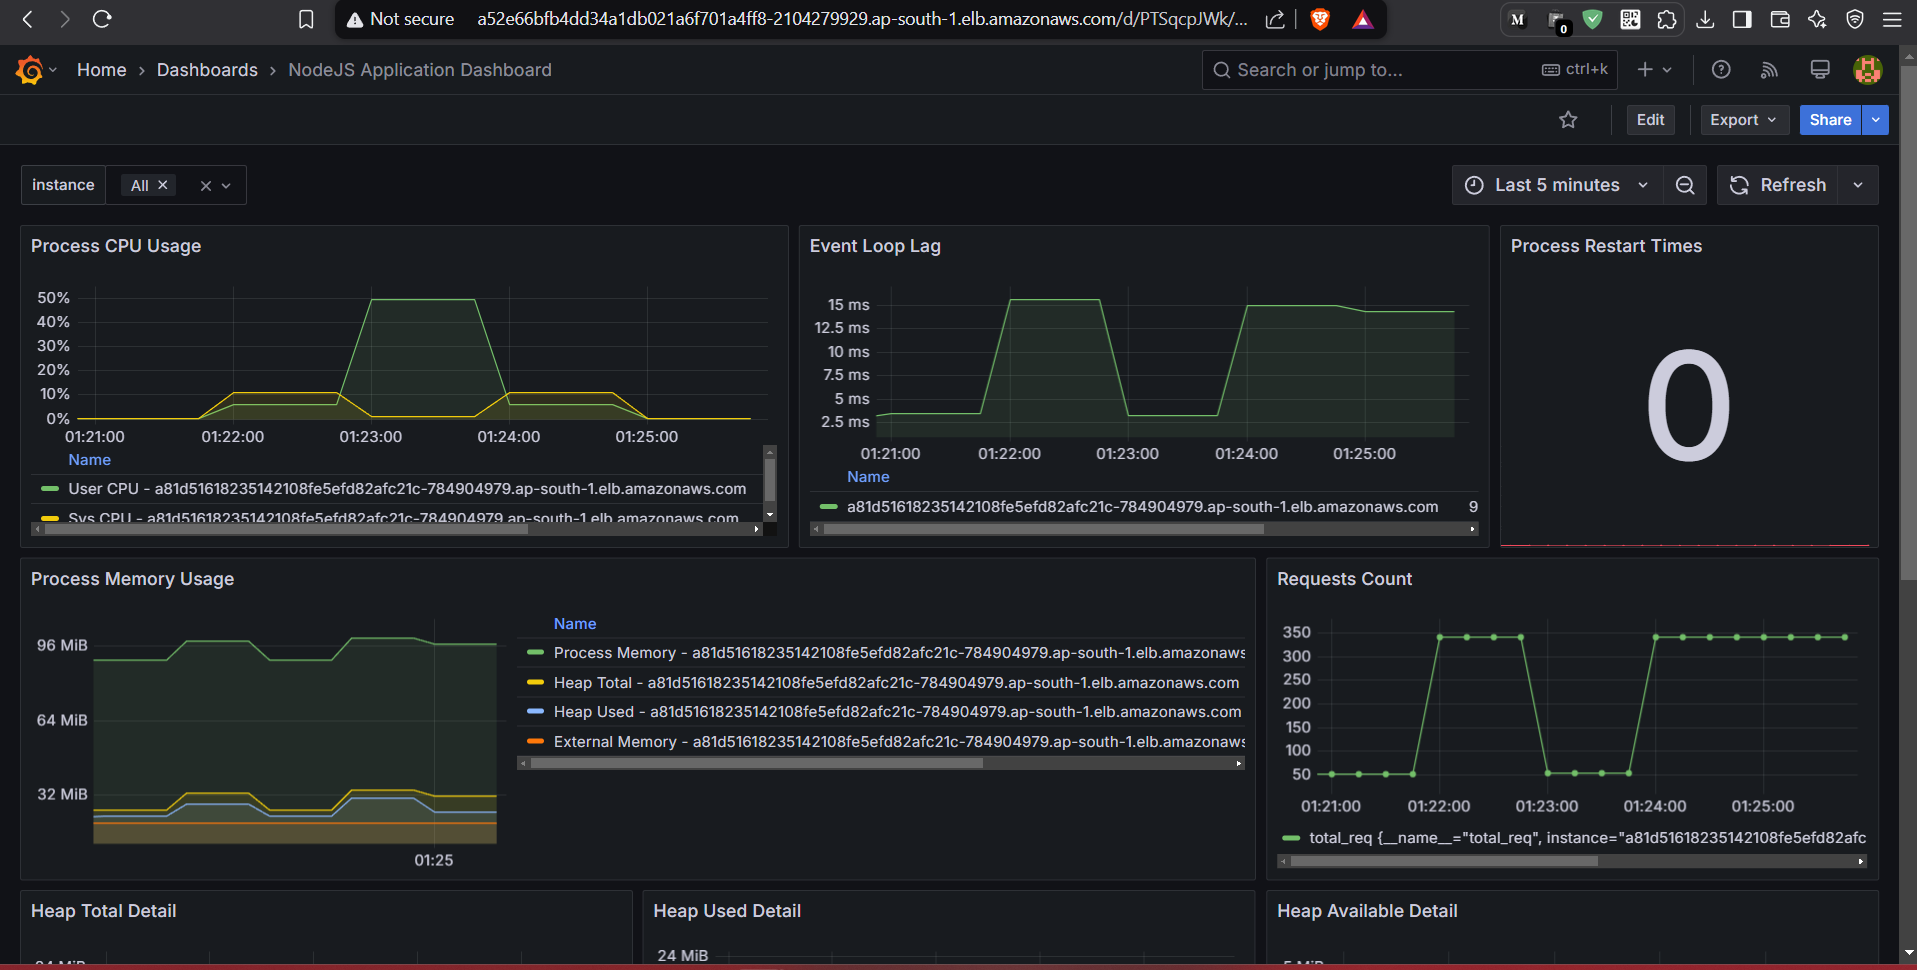 Not secure a52e66bfb4dd34a1db021a6f701a4ff8-2104279929.ap-south-1.elb.amazonaws.com/d/PTSqcpJWk/... M 0
Home › Dashboards › NodeJS Application Dashboard Search or jump to... ctrl+k
Edit Export Share
instance All Last 5 minutes Refresh
Process CPU Usage
50%
40%
30%
20%
10%
0%
01:21:00 01:22:00 01:23:00 01:24:00 01:25:00
Name
User CPU - a81d51618235142108fe5efd82afc21c-784904979.ap-south-1.elb.amazonaws.com
Sys CPU - a81d51618235142108fe5efd82afc21c-784904979.ap-south-1.elb.amazonaws.com
Event Loop Lag
15 ms
12.5 ms
10 ms
7.5 ms
5 ms
2.5 ms
01:21:00 01:22:00 01:23:00 01:24:00 01:25:00
Name
a81d51618235142108fe5efd82afc21c-784904979.ap-south-1.elb.amazonaws.com 9
Process Restart Times
0
Process Memory Usage
96 MiB
64 MiB
32 MiB
01:25
Name
Process Memory - a81d51618235142108fe5efd82afc21c-784904979.ap-south-1.elb.amazonaws
Heap Total - a81d51618235142108fe5efd82afc21c-784904979.ap-south-1.elb.amazonaws.com
Heap Used - a81d51618235142108fe5efd82afc21c-784904979.ap-south-1.elb.amazonaws.com
External Memory - a81d51618235142108fe5efd82afc21c-784904979.ap-south-1.elb.amazonaws
Requests Count
350
300
250
200
150
100
50
01:21:00 01:22:00 01:23:00 01:24:00 01:25:00
total_req {__name__="total_req", instance="a81d51618235142108fe5efd82afc
Heap Total Detail
Heap Used Detail
24 MiB
Heap Available Detail